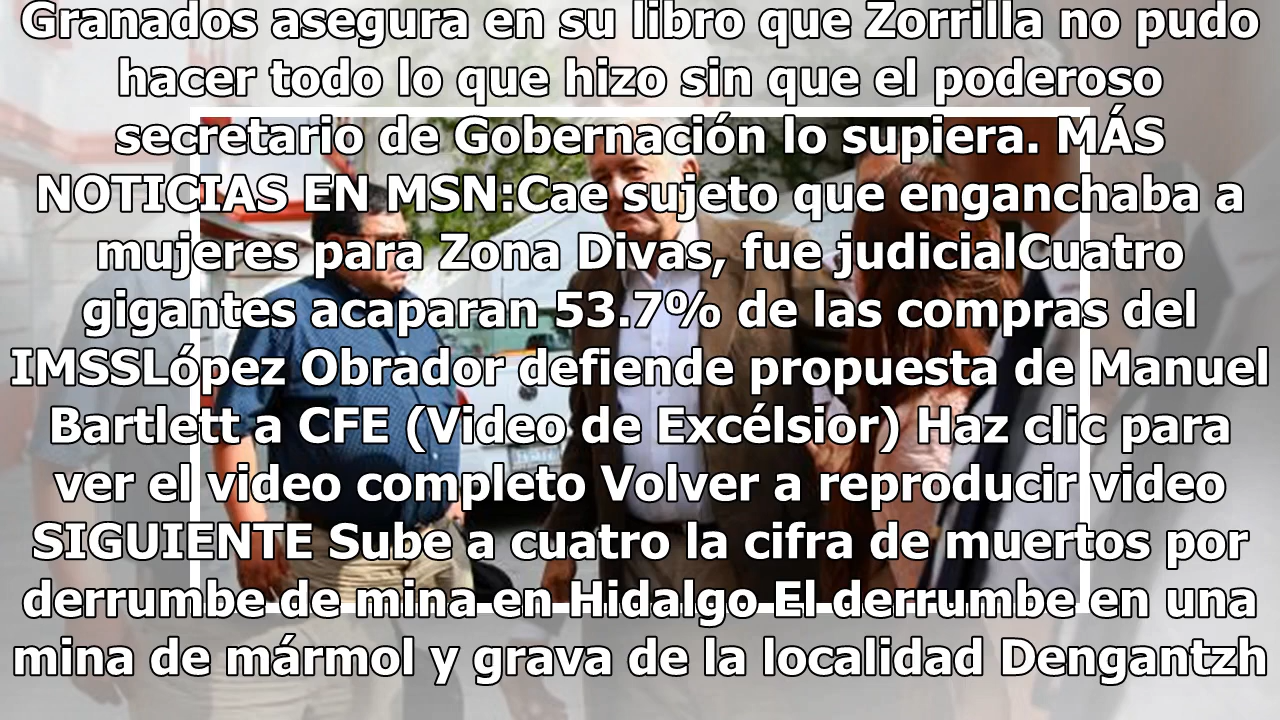 Granados asegura en su libro que Zorrilla no pudo
hacer todo lo que hizo sin que el poderoso
secretario de Gobernación lo supiera. MÁS
NOTICIAS EN MSN:Cae sujeto que enganchaba a
mujeres para Zona Divas, fue judicialCuatro
gigantes acaparan 53.7% de las compras del
IMSSLópez Obrador defiende propuesta de Manuel
Bartlett a CFE (Video de Excélsior) Haz clic para
ver el video completo Volver a reproducir video
SIGUIENTE Sube a cuatro la cifra de muertos por
derrumbe de mina en Hidalgo El derrumbe en una
mina de mármol y grava de la localidad Dengantzh